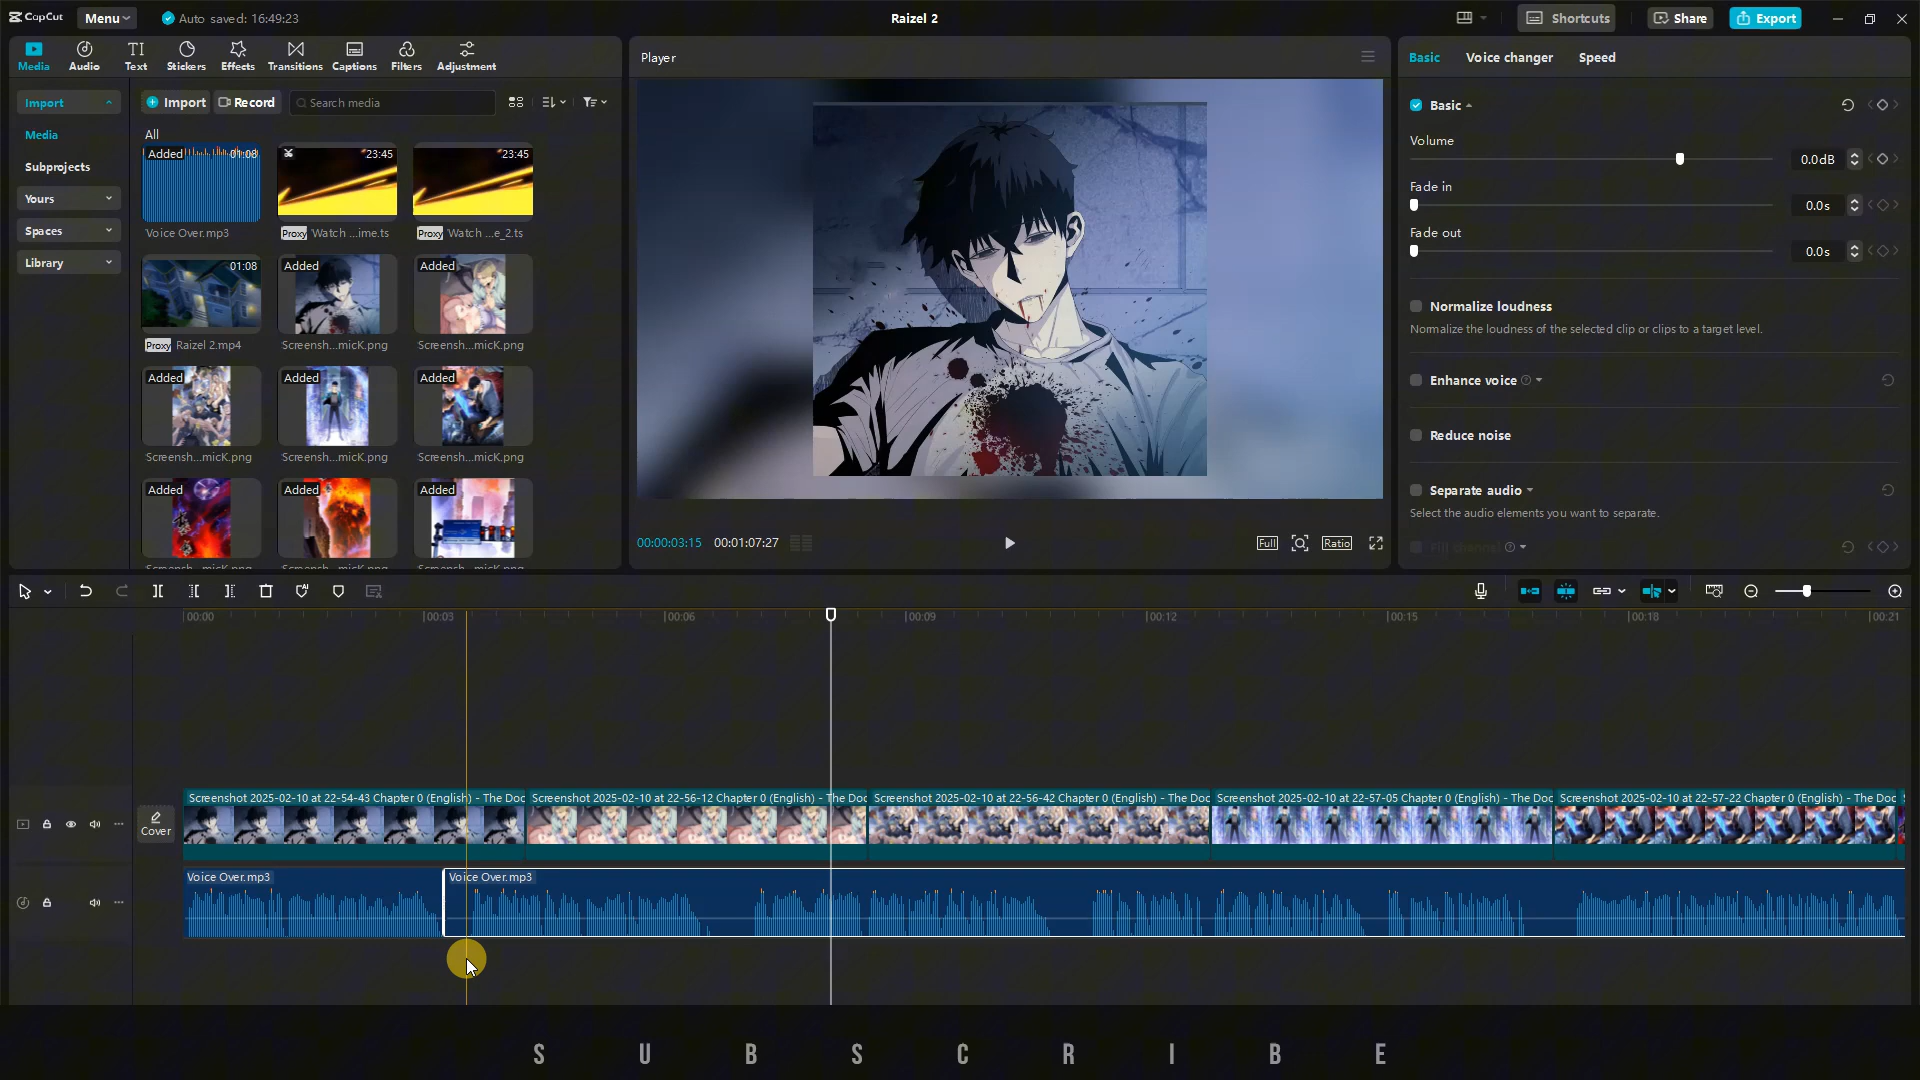 CapCut
Menu
Auto saved: 16:49:23
Raizel 2
Shortcuts
Share
Export
Media
Audio
TI
Text
Stickers
Effects
Transitions
Captions
Filters
Adjustment
Import
Media
Subprojects
Yours
Spaces
Library
Import
Record
Search media
All
Added
01:08
Voice Over.mp3
23:45
Proxy
Watch ...ime.ts
23:45
Proxy
Watch ...e_2.ts
01:08
Proxy
Raizel 2.mp4
Added
Screensh...micK.png
Added
Screensh...micK.png
Added
Screensh...micK.png
Added
Screensh...micK.png
Added
Screensh...micK.png
Added
Added
Added
Player
00:00:03:15
00:01:07:27
Full
Ratio
Basic
Voice changer
Speed
Basic
Volume
0.0dB
Fade in
0.0s
Fade out
0.0s
Normalize loudness
Normalize the loudness of the selected clip or clips to a target level.
Enhance voice
Reduce noise
Separate audio
Select the audio elements you want to separate.
00:00
00:03
00:06
00:09
00:12
00:15
00:18
00:21
Cover
Screenshot 2025-02-10 at 22-54-43 Chapter 0 (English) - The Doc
Screenshot 2025-02-10 at 22-56-12 Chapter 0 (English) - The Doc
Screenshot 2025-02-10 at 22-56-42 Chapter 0 (English) - The Doc
Screenshot 2025-02-10 at 22-57-05 Chapter 0 (English) - The Doc
Screenshot 2025-02-10 at 22-57-22 Chapter 0 (English) - The Doc
Voice Over.mp3
Voice Over.mp3
SUBSCRIBE